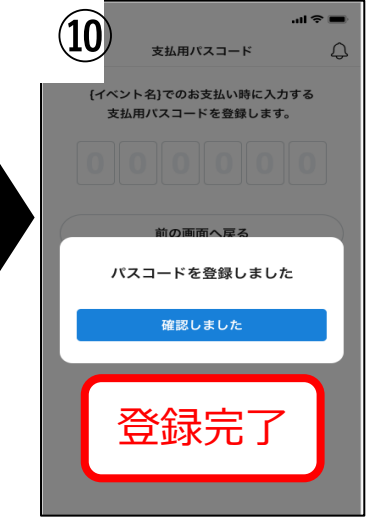 ⑩
支払用パスコード
{イベント名}でのお支払い時に入力する
支払用パスコードを登録します。
0 0 0 0 0 0
前の画面へ戻る
パスコードを登録しました
確認しました
登録完了